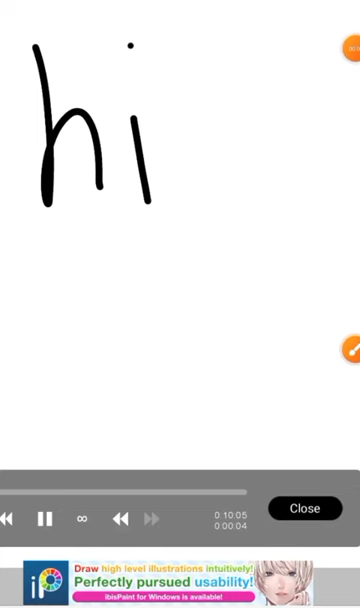 hi
0:10:05
0:00:04
Close
Draw high level illustrations intuitively!
Perfectly pursued usability!
ibisPaint for Windows is available!